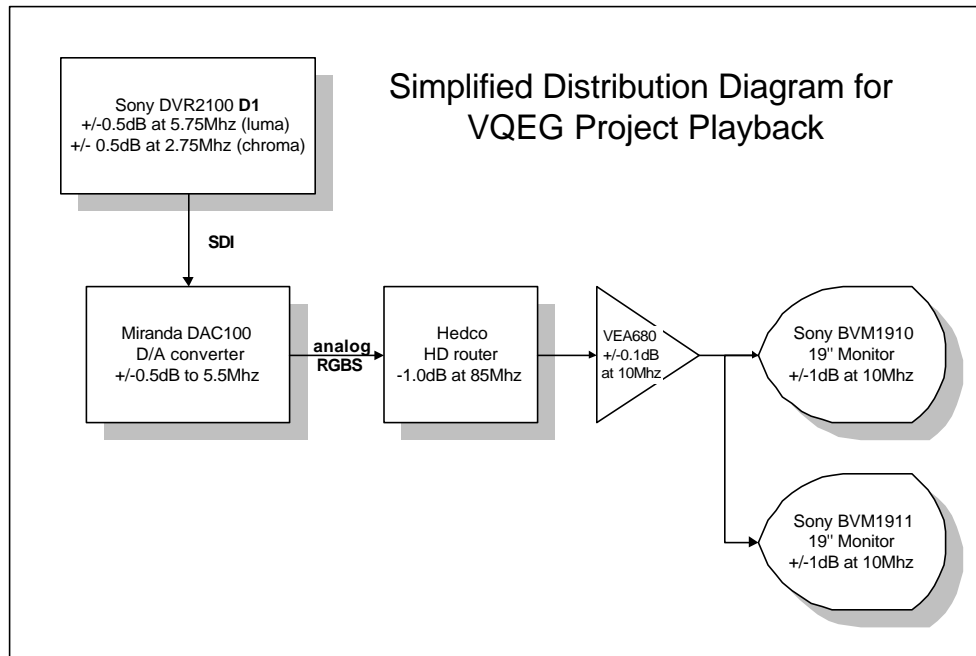 Simplified Distribution Diagram for
VQEG Project Playback
Sony DVR2100 D1
+/-0.5dB at 5.75Mhz (luma)
+/- 0.5dB at 2.75Mhz (chroma)
SDI
Miranda DAC100
D/A converter
+/-0.5dB to 5.5Mhz
analog
RGBS
Hedco
HD router
-1.0dB at 85Mhz
VEA680
+/-0.1dB
at 10Mhz
Sony BVM1910
19" Monitor
+/-1dB at 10Mhz
Sony BVM1911
19" Monitor
+/-1dB at 10Mhz